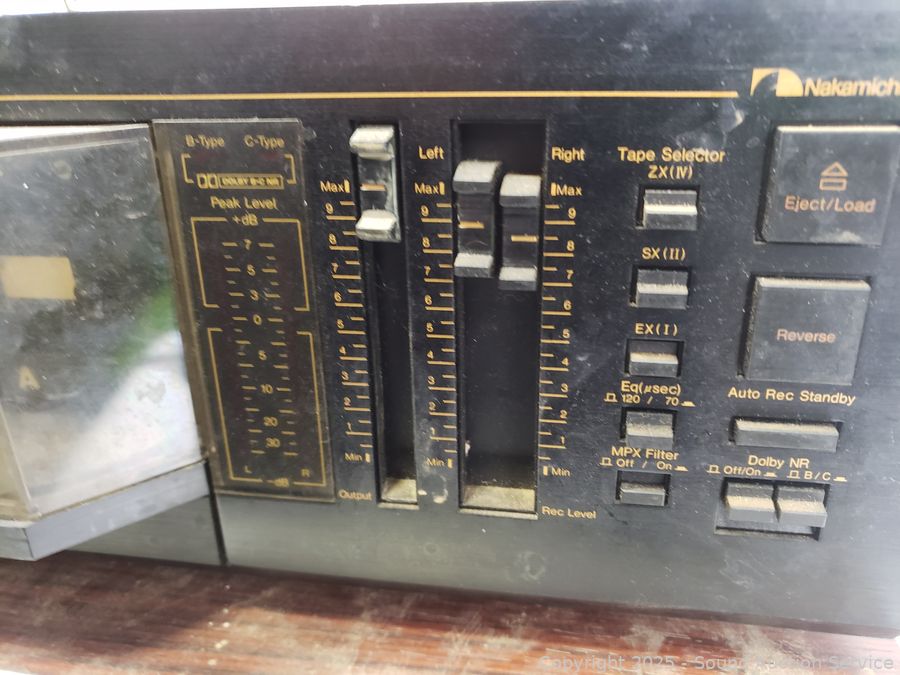 Nakamich
B-Type C-Type
DOLBY B-C NR
Peak Level
+dB
7
5
3
0
5
10
20
30
L R
-dB
Max
9
8
7
6
5
4
3
2
1
Min
Output
Left
Max
9
8
7
6
5
4
3
2
1
Min
Right
Max
9
8
7
6
5
4
3
2
1
Min
Rec Level
Tape Selector
ZX(IV)
SX(II)
EX(I)
Eq(μsec)
120 / 70
MPX Filter
Off / On
Eject/Load
Reverse
Auto Rec Standby
Dolby NR
Off/On B/C
A
Copyright 2025 - Sound Auction Service